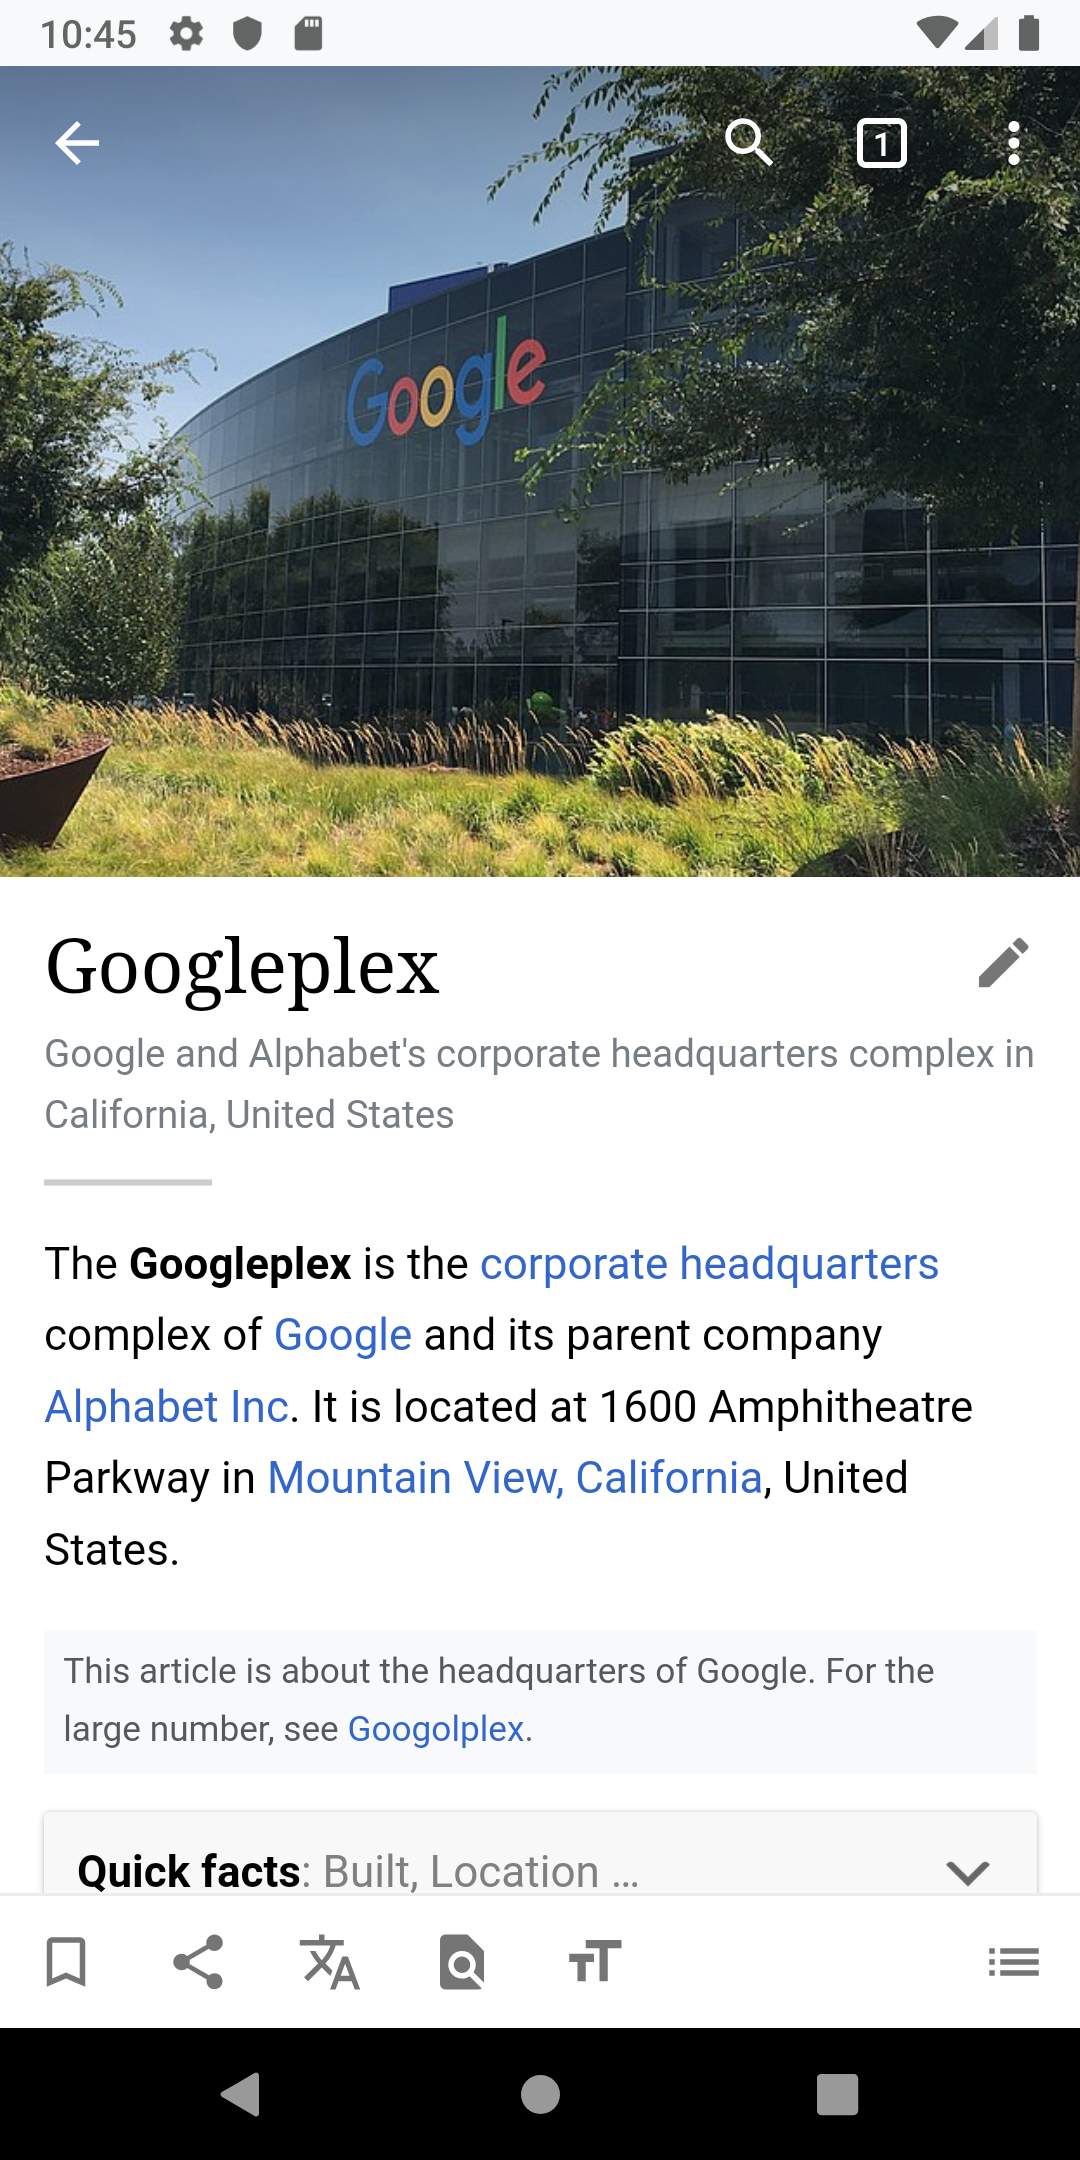 10:45
1
Google
Googleplex
Google and Alphabet's corporate headquarters complex in
California, United States
The Googleplex is the corporate headquarters
complex of Google and its parent company
Alphabet Inc. It is located at 1600 Amphitheatre
Parkway in Mountain View, California, United
States.
This article is about the headquarters of Google. For the
large number, see Googolplex.
Quick facts: Built, Location ...